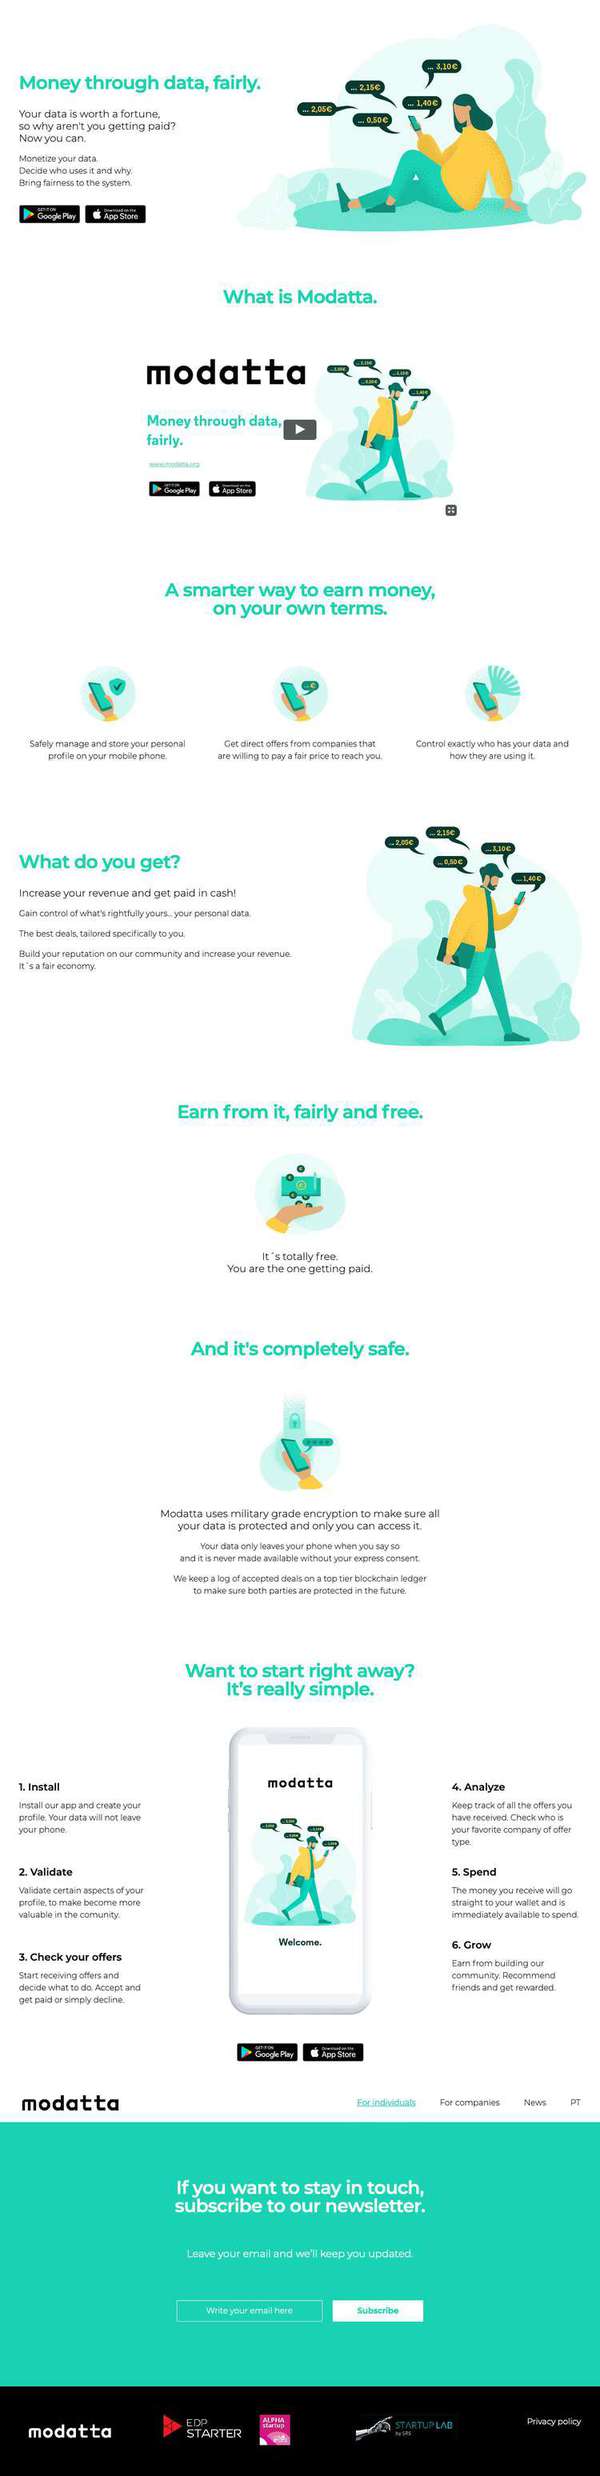 Money through data, fairly.
Your data is worth a fortune,
so why aren't you getting paid?
Now you can.
Monetize your data.
Decide who uses it and why.
Bring fairness to the system.
GET IT ON
Google Play
Download on the
App Store
... 3,10€
... 2,15€
... 2,05€
... 1,40€
... 0,50€
What is Modatta.
modatta
Money through data,
fairly.
www.modatta.org
GET IT ON
Google Play
Download on the
App Store
A smarter way to earn money,
on your own terms.
Safely manage and store your personal
profile on your mobile phone.
Get direct offers from companies that
are willing to pay a fair price to reach you.
Control exactly who has your data and
how they are using it.
What do you get?
Increase your revenue and get paid in cash!
Gain control of what's rightfully yours... your personal data.
The best deals, tailored specifically to you.
Build your reputation on our community and increase your revenue.
It´s a fair economy.
... 2,15€
... 2,05€
... 3,10€
... 0,50€
... 1,40€
Earn from it, fairly and free.
It´s totally free.
You are the one getting paid.
And it's completely safe.
Modatta uses military grade encryption to make sure all
your data is protected and only you can access it.
Your data only leaves your phone when you say so
and it is never made available without your express consent.
We keep a log of accepted deals on a top tier blockchain ledger
to make sure both parties are protected in the future.
Want to start right away?
It's really simple.
1. Install
Install our app and create your
profile. Your data will not leave
your phone.
2. Validate
Validate certain aspects of your
profile, to make become more
valuable in the comunity.
3. Check your offers
Start receiving offers and
decide what to do. Accept and
get paid or simply decline.
modatta
Welcome.
4. Analyze
Keep track of all the offers you
have received. Check who is
your favorite company of offer
type.
5. Spend
The money you receive will go
straight to your wallet and is
immediately available to spend.
6. Grow
Earn from building our
community. Recommend
friends and get rewarded.
GET IT ON
Google Play
Download on the
App Store
modatta
For individuals
For companies
News
PT
If you want to stay in touch,
subscribe to our newsletter.
Leave your email and we'll keep you updated.
Write your email here
Subscribe
modatta
EDP
STARTER
ALPHA
startup
STARTUP LAB
by SRS
Privacy policy